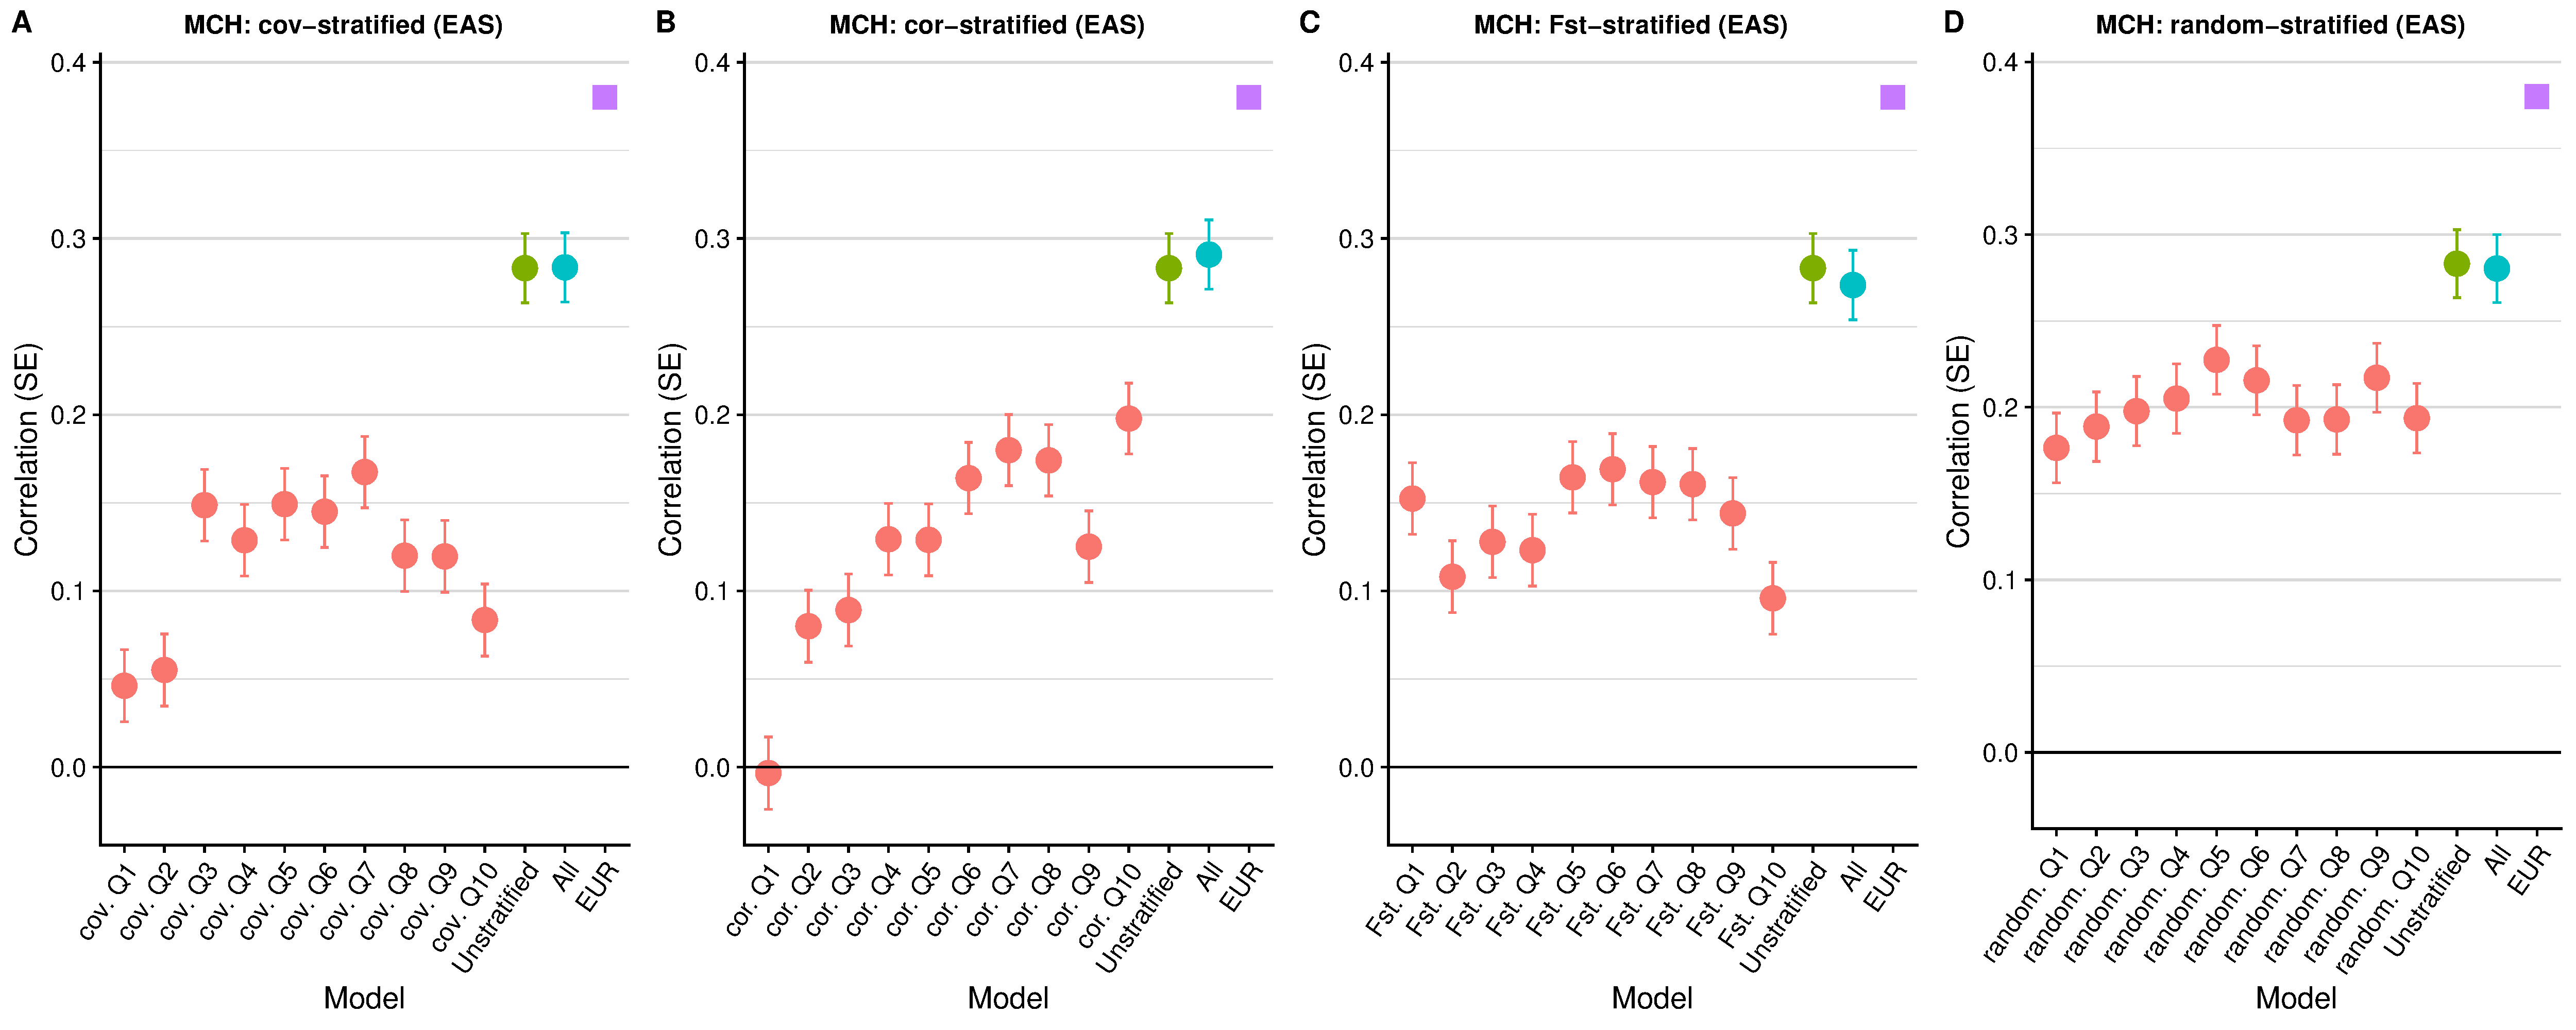 A
MCH: cov−stratified (EAS)
0.4
0.3
0.2
0.1
0.0
Correlation (SE)
cov. Q1
cov. Q2
cov. Q3
cov. Q4
cov. Q5
cov. Q6
cov. Q7
cov. Q8
cov. Q9
cov. Q10
Unstratified
All
EUR
Model
B
MCH: cor−stratified (EAS)
0.4
0.3
0.2
0.1
0.0
Correlation (SE)
cor. Q1
cor. Q2
cor. Q3
cor. Q4
cor. Q5
cor. Q6
cor. Q7
cor. Q8
cor. Q9
cor. Q10
Unstratified
All
EUR
Model
C
MCH: Fst−stratified (EAS)
0.4
0.3
0.2
0.1
0.0
Correlation (SE)
Fst. Q1
Fst. Q2
Fst. Q3
Fst. Q4
Fst. Q5
Fst. Q6
Fst. Q7
Fst. Q8
Fst. Q9
Fst. Q10
Unstratified
All
EUR
Model
D
MCH: random−stratified (EAS)
0.4
0.3
0.2
0.1
0.0
Correlation (SE)
random. Q1
random. Q2
random. Q3
random. Q4
random. Q5
random. Q6
random. Q7
random. Q8
random. Q9
random. Q10
Unstratified
All
EUR
Model